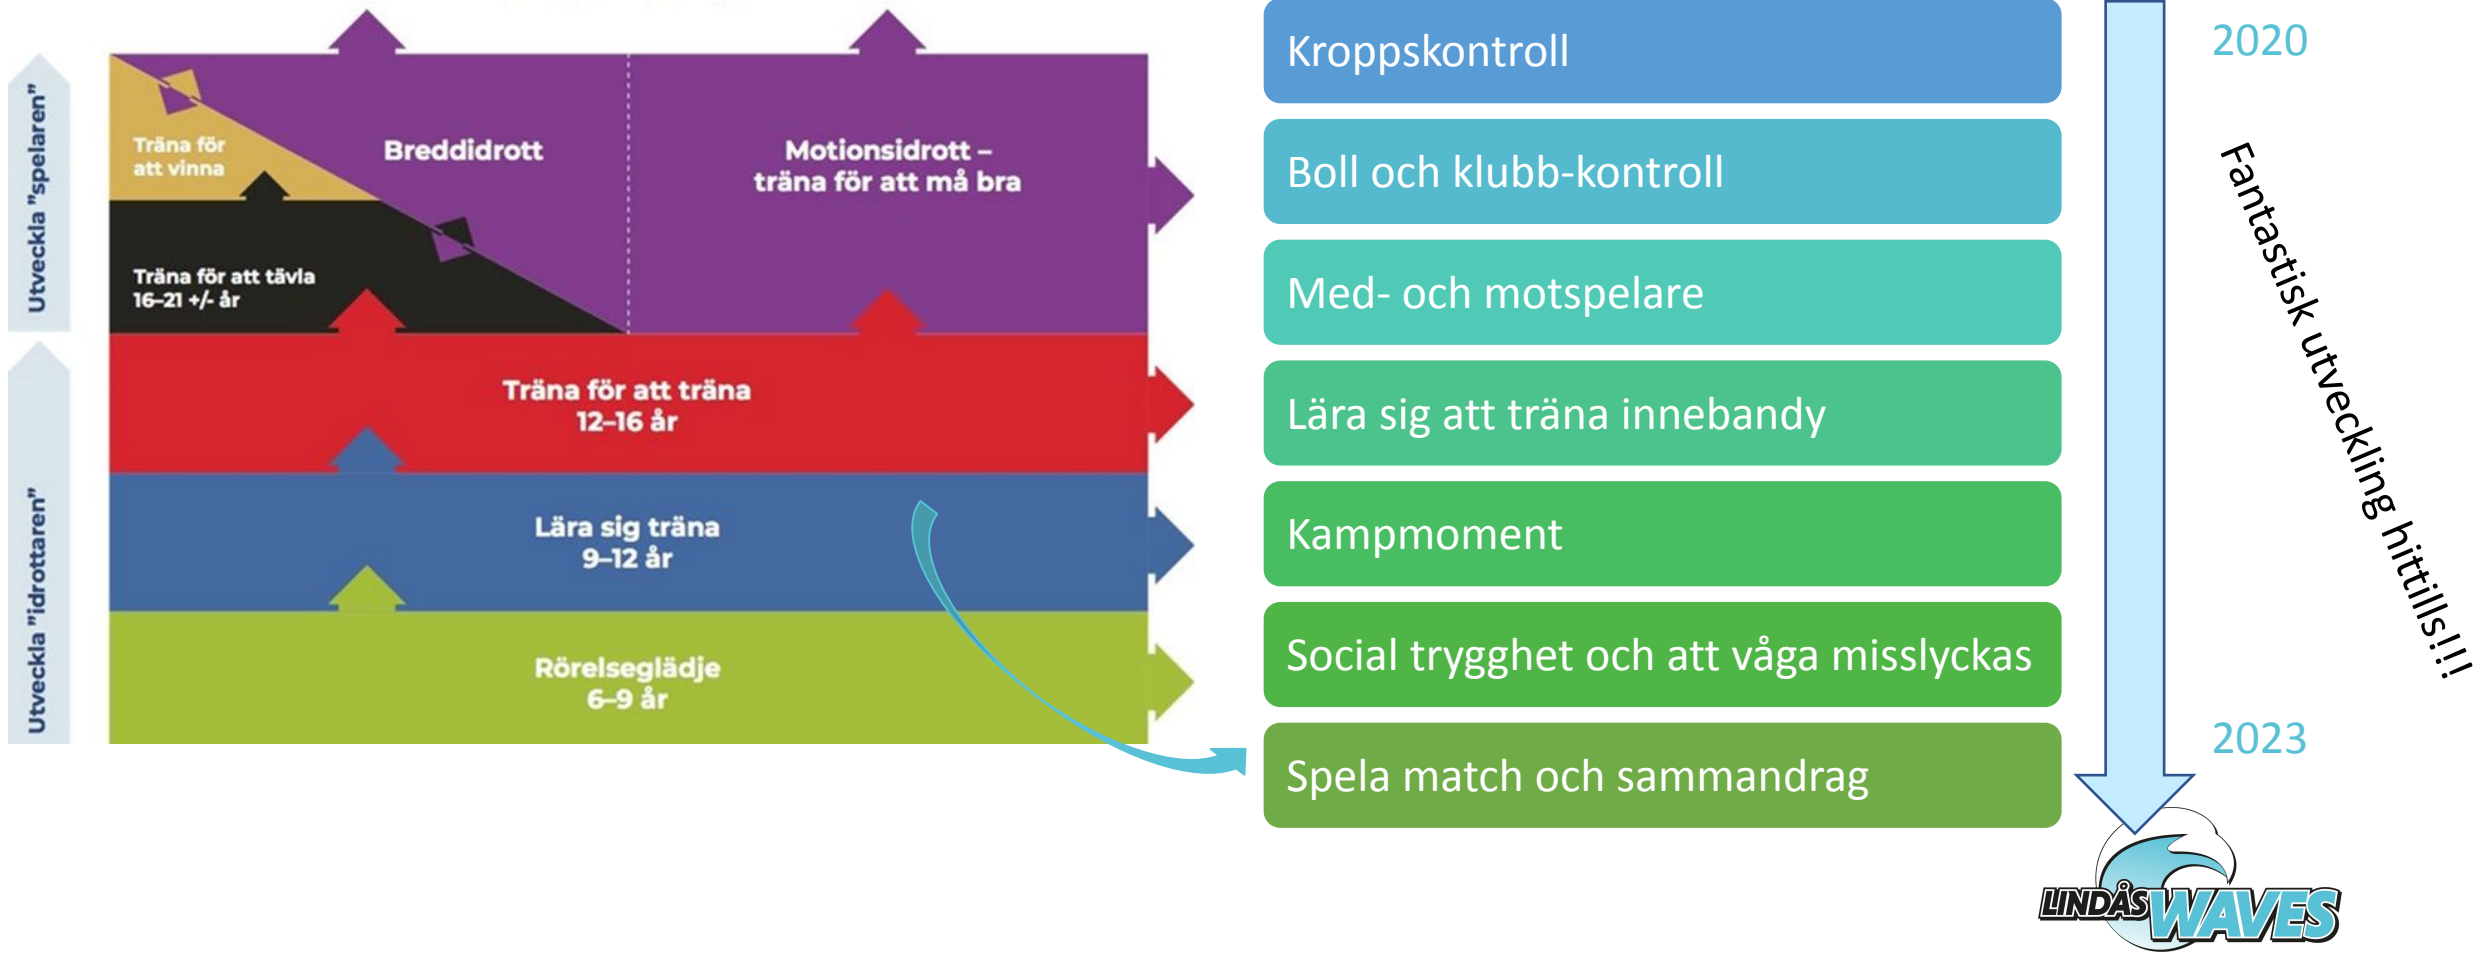 Utveckla "spelaren"
Utveckla "idrottaren"
Träna för
att vinna
Breddidrott
Motionsidrott –
träna för att må bra
Träna för att tävla
16–21 +/- år
Träna för att träna
12–16 år
Lära sig träna
9–12 år
Rörelseglädje
6–9 år
Kroppskontroll
Boll och klubb-kontroll
Med- och motspelare
Lära sig att träna innebandy
Kampmoment
Social trygghet och att våga misslyckas
Spela match och sammandrag
2020
Fantastisk utveckling hittills!!!
2023
LINDÅS WAVES